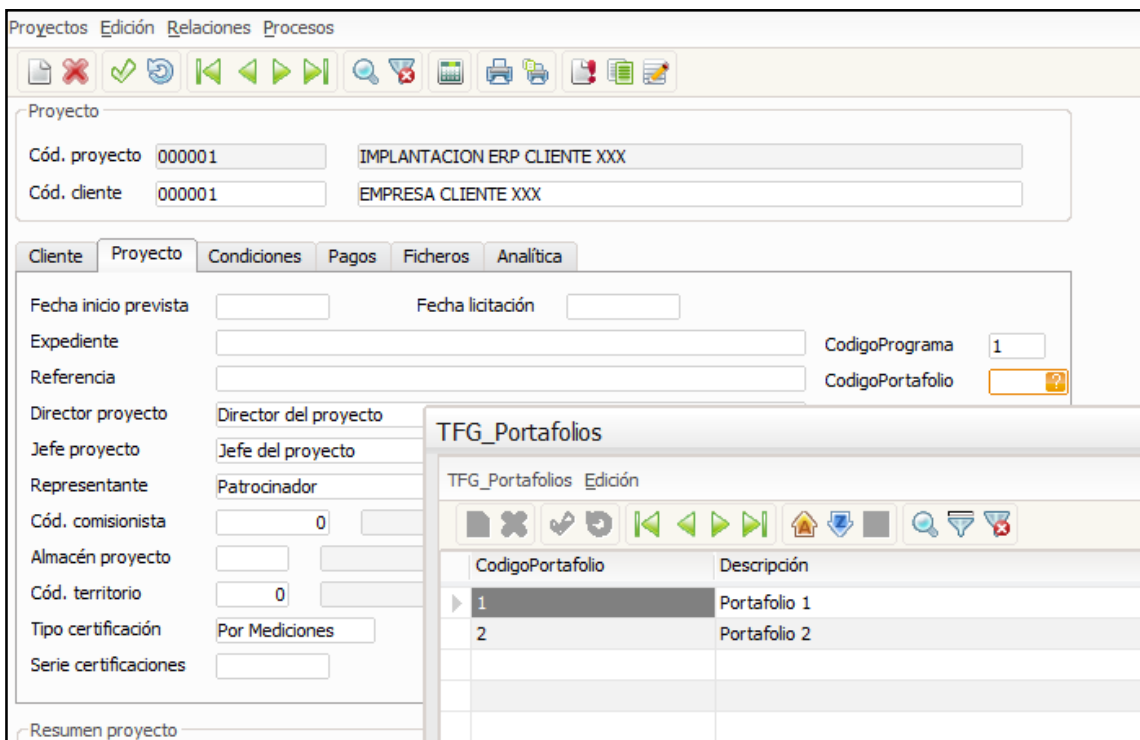 Proyectos Edición Relaciones Procesos
Proyecto
Cód. proyecto 000001 IMPLANTACION ERP CLIENTE XXX
Cód. cliente 000001 EMPRESA CLIENTE XXX
Cliente Proyecto Condiciones Pagos Ficheros Analítica
Fecha inicio prevista Fecha licitación
Expediente CodigoPrograma 1
Referencia CodigoPortafolio ?
Director proyecto Director del proyecto
Jefe proyecto Jefe del proyecto
Representante Patrocinador
Cód. comisionista 0
Almacén proyecto
Cód. territorio 0
Tipo certificación Por Mediciones
Serie certificaciones
Resumen proyecto
TFG_Portafolios
TFG_Portafolios Edición
A Z
CodigoPortafolio Descripción
1 Portafolio 1
2 Portafolio 2